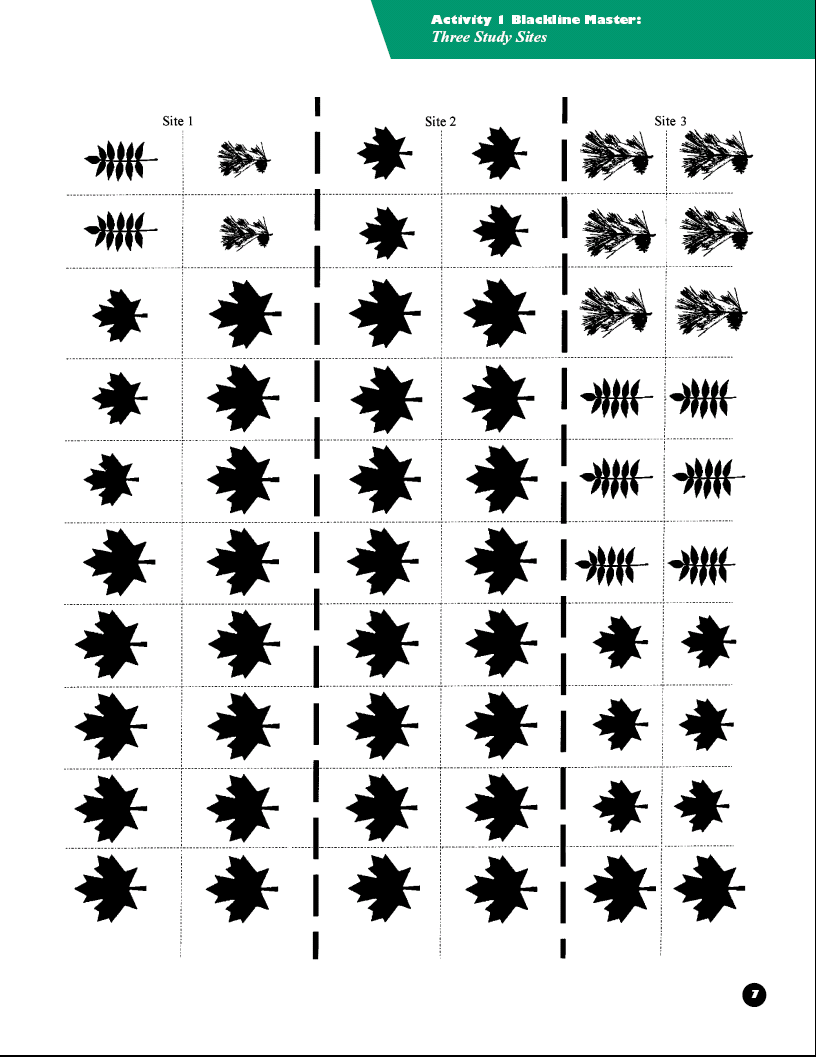 Activity 1 Blackline Master:
Three Study Sites
Site 1
Site 2
Site 3
7